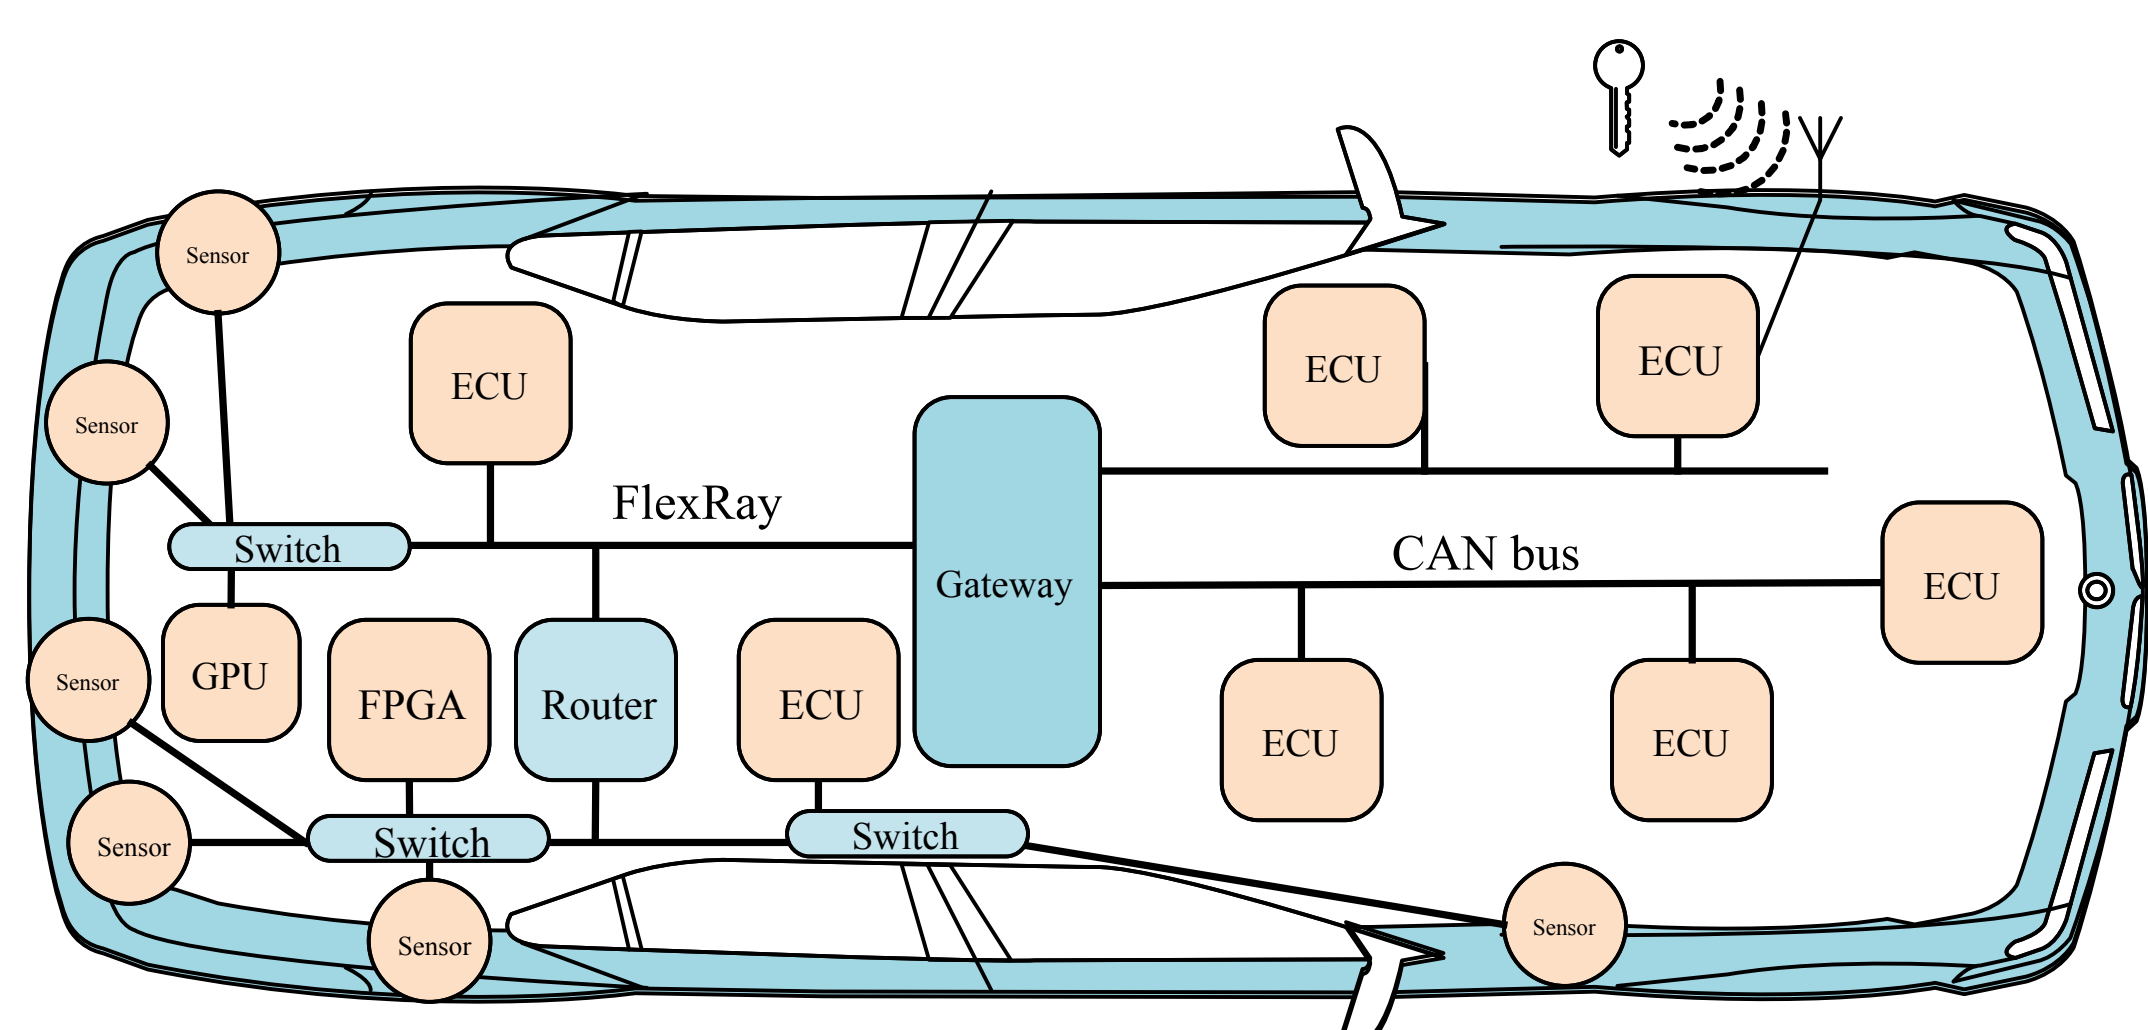 Sensor
ECU
ECU
ECU
Sensor
FlexRay
Switch
CAN bus
Gateway
ECU
Sensor
GPU
FPGA
Router
ECU
ECU
ECU
Sensor
Switch
Switch
Sensor
Sensor